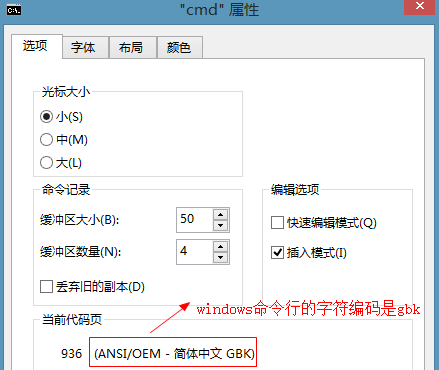 "cmd" 属性
选项
字体
布局
颜色
光标大小
小(S)
中(M)
大(L)
命令记录
缓冲区大小(B):
50
缓冲区数量(N):
4
丢弃旧的副本(D)
编辑选项
快速编辑模式(Q)
插入模式(I)
windows命令行的字符编码是gbk
当前代码页
936 (ANSI/OEM - 简体中文 GBK)